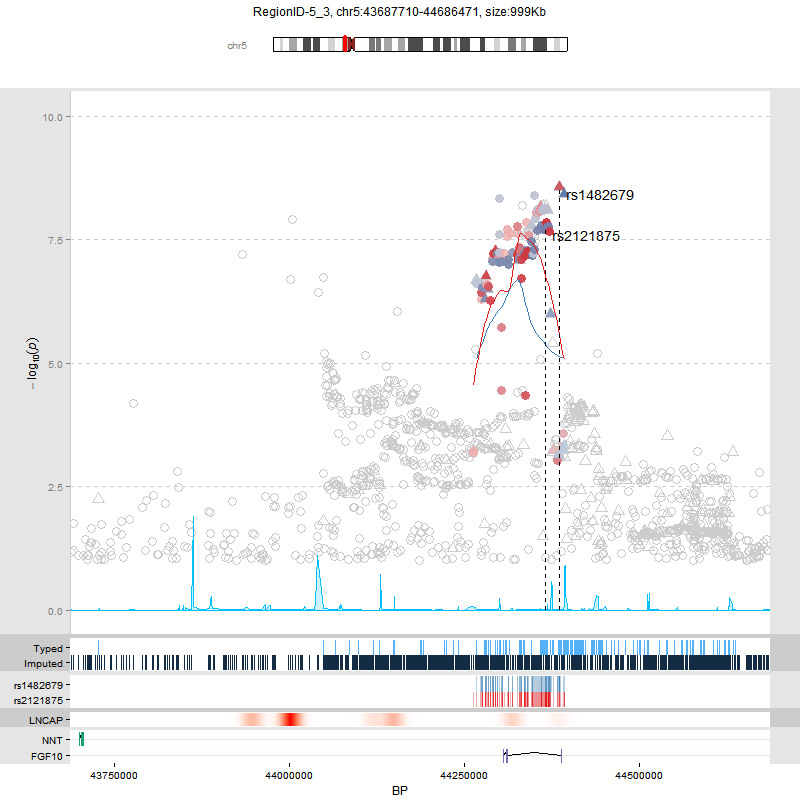 RegionID-5_3, chr5:43687710-44686471, size:999Kb
chr5
10.0
rs1482679
7.5
rs2121875
5.0
− log10(p)
2.5
0.0
Typed
Imputed
rs1482679
rs2121875
LNCAP
NNT
FGF10
43750000 44000000 44250000 44500000
BP